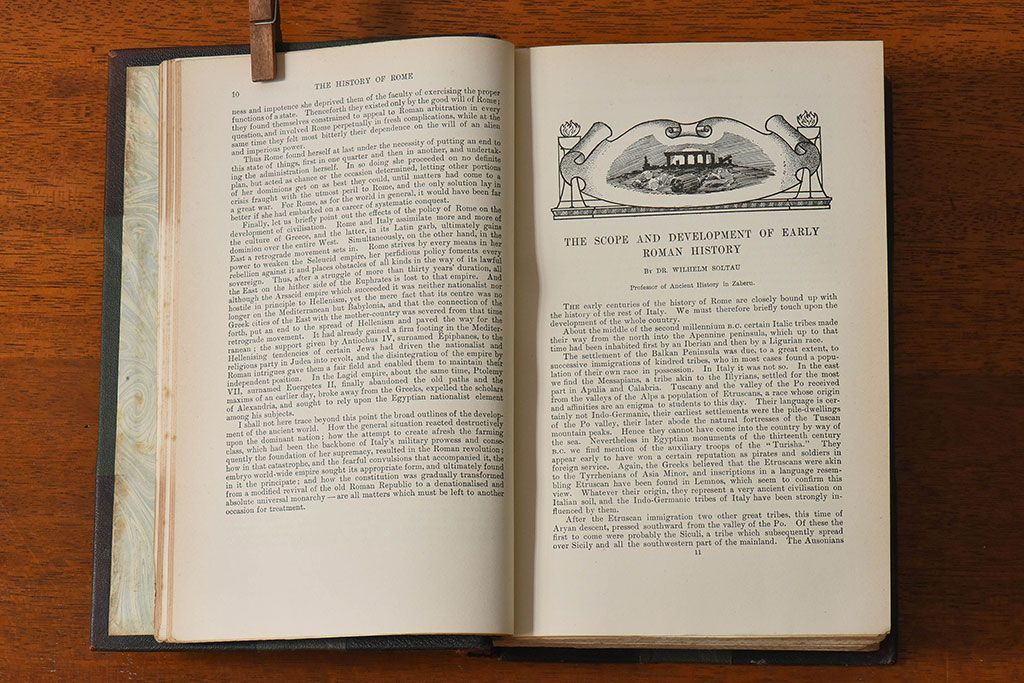 10
THE HISTORY OF ROME
ness and impotence she deprived them of the faculty of exercising the proper
functions of a state. Thenceforth they existed only by the good will of Rome;
they found themselves constrained to appeal to Roman arbitration in every
question, and involved Rome perpetually in fresh complications, while at the
same time they felt most bitterly their dependence on the will of an alien
and imperious power.
Thus Rome found herself at last under the necessity of putting an end to
this state of things, first in one quarter and then in another, and undertak-
ing the administration herself. In so doing she proceeded on no definite
plan, but acted as chance or the occasion determined, letting other portions
of her dominions get on as best they could, until matters had come to a
crisis fraught with the utmost peril to Rome, and the only solution lay in
a great war. For Rome, as for the world in general, it would have been far
better if she had embarked on a career of systematic conquest.
Finally, let us briefly point out the effects of the policy of Rome on the
development of civilisation. Rome and Italy assimilate more and more of
the culture of Greece, and the latter, in its Latin garb, ultimately gains
dominion over the entire West. Simultaneously, on the other hand, in the
East a retrograde movement sets in. Rome strives by every means in her
power to weaken the Seleucid empire, her perfidious policy foments every
rebellion against it and places obstacles of all kinds in the way of its lawful
sovereign. Thus, after a struggle of more than thirty years' duration, all
the East on the hither side of the Euphrates is lost to that empire. And
although the Arsacid empire which succeeded it was neither nationalist nor
hostile in principle to Hellenism, yet the mere fact that its centre was no
longer on the Mediterranean but Babylonia, and that the connection of the
Greek cities of the East with the mother-country was severed from that time
forth, put an end to the spread of Hellenism and paved the way for the
retrograde movement. It had already gained a firm footing in the Mediter-
ranean; the support given by Antiochus IV, surnamed Epiphanes, to the
Hellenising tendencies of certain Jews had driven the nationalist and
religious party in Judea into revolt, and the disintegration of the empire by
Roman intrigues gave them a fair field and enabled them to maintain their
independent position. In the Lagid empire, about the same time, Ptolemy
VII, surnamed Euergetes II, finally abandoned the old paths and the
maxims of an earlier day, broke away from the Greeks, expelled the scholars
of Alexandria, and sought to rely upon the Egyptian nationalist element
among his subjects.
I shall not here trace beyond this point the broad outlines of the develop-
ment of the ancient world. How the general situation reacted destructively
upon the dominant nation; how the attempt to create afresh the farming
class, which had been the backbone of Italy's military prowess and conse-
quently the foundation of her supremacy, resulted in the Roman revolution;
how in that catastrophe, and the fearful convulsions that accompanied it, the
embryo world-wide empire sought its appropriate form, and ultimately found
it in the principate; and how the constitution was gradually transformed
from a modified revival of the old Roman Republic to a denationalised and
absolute universal monarchy — are all matters which must be left to another
occasion for treatment.
THE SCOPE AND DEVELOPMENT OF EARLY
ROMAN HISTORY
BY DR. WILHELM SOLTAU
Professor of Ancient History in Zabern.
THE early centuries of the history of Rome are closely bound up with
the history of the rest of Italy. We must therefore briefly touch upon the
development of the whole country.
About the middle of the second millennium B.C. certain Italic tribes made
their way from the north into the Apennine peninsula, which up to that
time had been inhabited first by an Iberian and then by a Ligurian race.
The settlement of the Balkan Peninsula was due, to a great extent, to
successive immigrations of kindred tribes, who in most cases found a popu-
lation of their own race in possession. In Italy it was not so. In the east
we find the Messapians, a tribe akin to the Illyrians, settled for the most
part in Apulia and Calabria. Tuscany and the valley of the Po received
from the valleys of the Alps a population of Etruscans, a race whose origin
and affinities are an enigma to students to this day. Their language is cer-
tainly not Indo-Germanic, their earliest settlements were the pile-dwellings
of the Po valley, their later abode the natural fortresses of the Tuscan
mountain peaks. Hence they cannot have come into the country by way of
the sea. Nevertheless in Egyptian monuments of the thirteenth century
B.C. we find mention of the auxiliary troops of the "Turisha." They
appear early to have won a certain reputation as pirates and soldiers in
foreign service. Again, the Greeks believed that the Etruscans were akin
to the Tyrrhenians of Asia Minor, and inscriptions in a language resem-
bling Etruscan have been found in Lemnos, which seem to confirm this
view. Whatever their origin, they represent a very ancient civilisation on
Italian soil, and the Indo-Germanic tribes of Italy have been strongly in-
fluenced by them.
After the Etruscan immigration two other great tribes, this time of
Aryan descent, pressed southward from the valley of the Po. Of these the
first to come were probably the Siculi, a tribe which subsequently spread
over Sicily and all the southwestern part of the mainland. The Ausonians
11